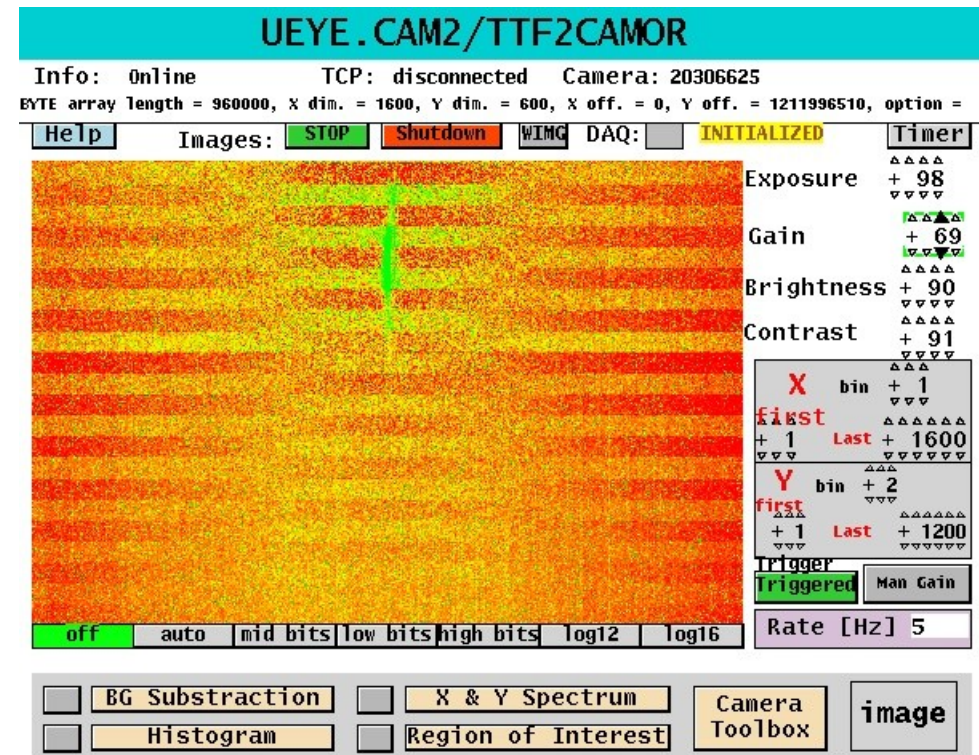 UEYE.CAM2/TTF2CAMOR
Info: Online TCP: disconnected Camera: 20306625
BYTE array length = 960000, X dim. = 1600, Y dim. = 600, X off. = 0, Y off. = 1211996510, option =
Help Images: STOP Shutdown WIMG DAQ: INITIALIZED Timer
Exposure + 98
Gain + 69
Brightness + 90
Contrast + 91
X bin + 1
first
+ 1 Last + 1600
Y bin + 2
first
+ 1 Last + 1200
Trigger
Triggered Man Gain
off auto mid bits low bits high bits log12 log16 Rate [Hz] 5
BG Substraction X & Y Spectrum Camera Toolbox image
Histogram Region of Interest